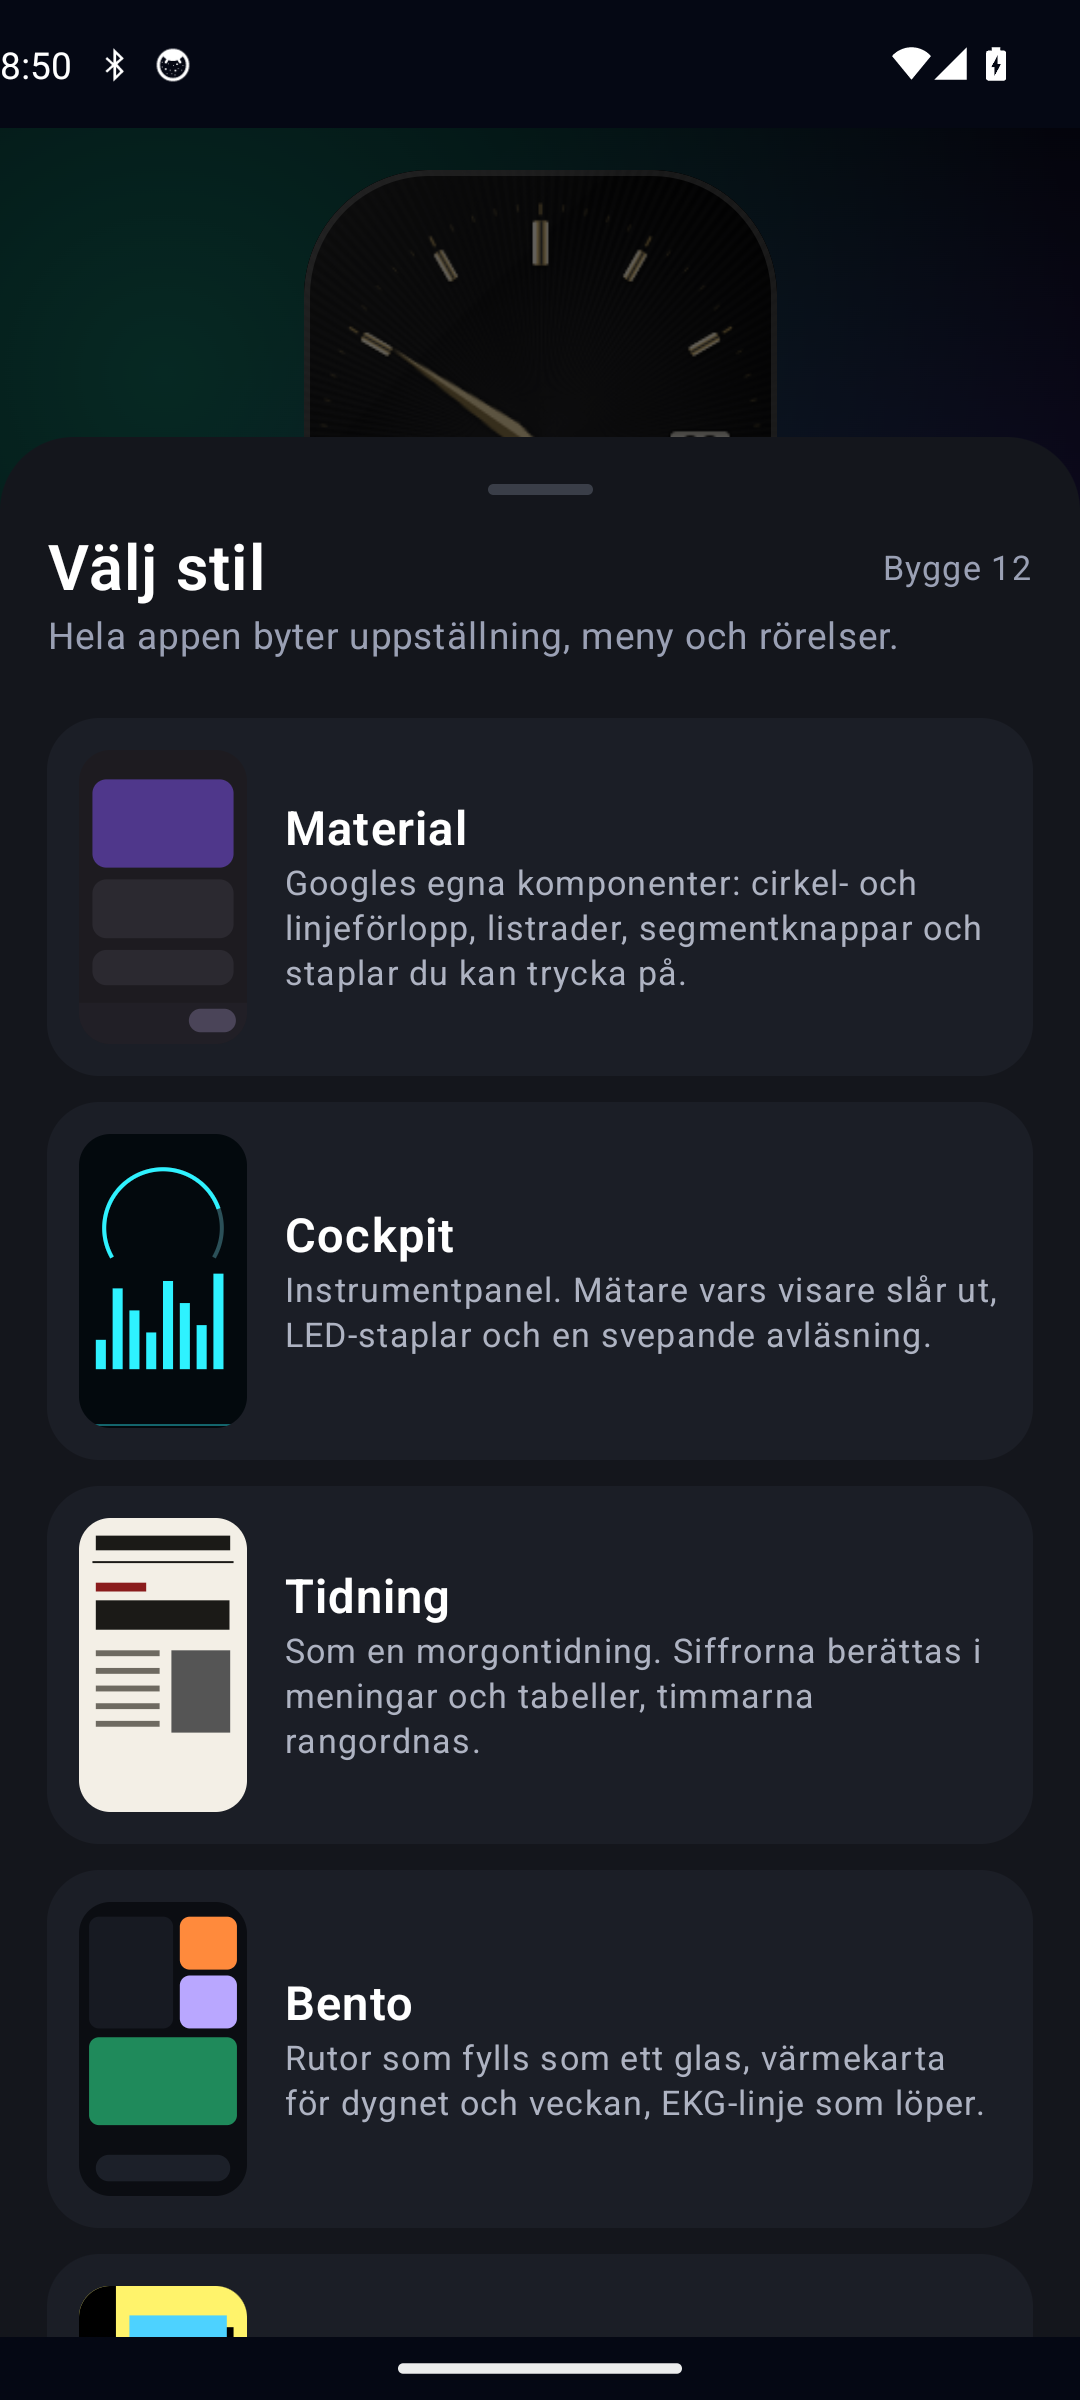 8:50
Välj stil
Bygge 12
Hela appen byter uppställning, meny och rörelser.
Material
Googles egna komponenter: cirkel- och
linjeförlopp, listrader, segmentknappar och
staplar du kan trycka på.
Cockpit
Instrumentpanel. Mätare vars visare slår ut,
LED-staplar och en svepande avläsning.
Tidning
Som en morgontidning. Siffrorna berättas i
meningar och tabeller, timmarna
rangordnas.
Bento
Rutor som fylls som ett glas, värmekarta
för dygnet och veckan, EKG-linje som löper.